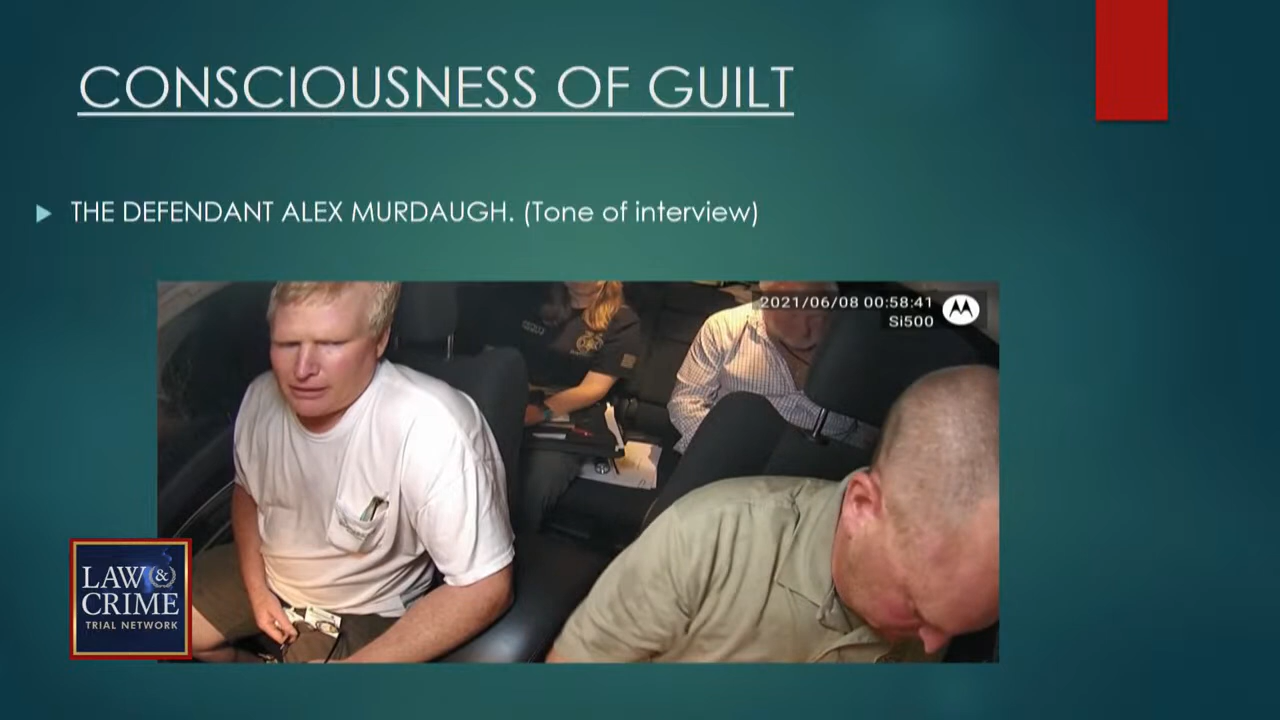 CONSCIOUSNESS OF GUILT
THE DEFENDANT ALEX MURDAUGH. (Tone of interview)
2021/06/08 00:58:41
Si500
LAW &
CRIME
TRIAL NETWORK